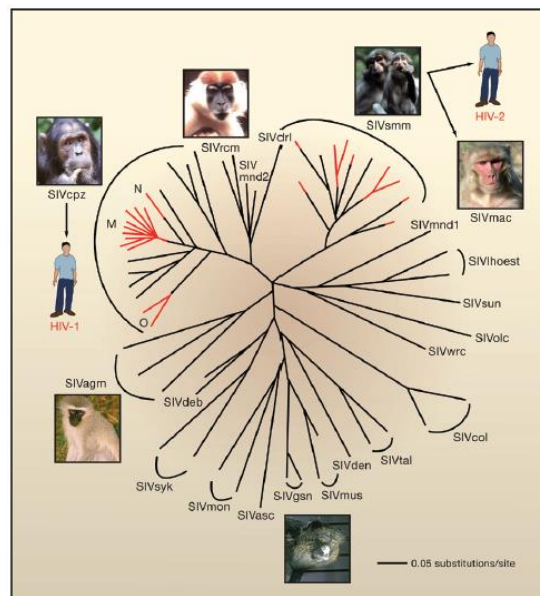 HIV-2
SIVsmm
SIVrcm
SIVdrl
SIV
mnd2
SIVcpz
SIVmac
N
M
SIVmnd1
SIVlhoest
HIV-1
O
SIVsun
SIVolc
SIVwrc
SIVagm
SIVdeb
SIVcol
SIVtal
SIVden
SIVsyk
SIVmus
SIVgsn
SIVmon
SIVasc
0.05 substitutions/site